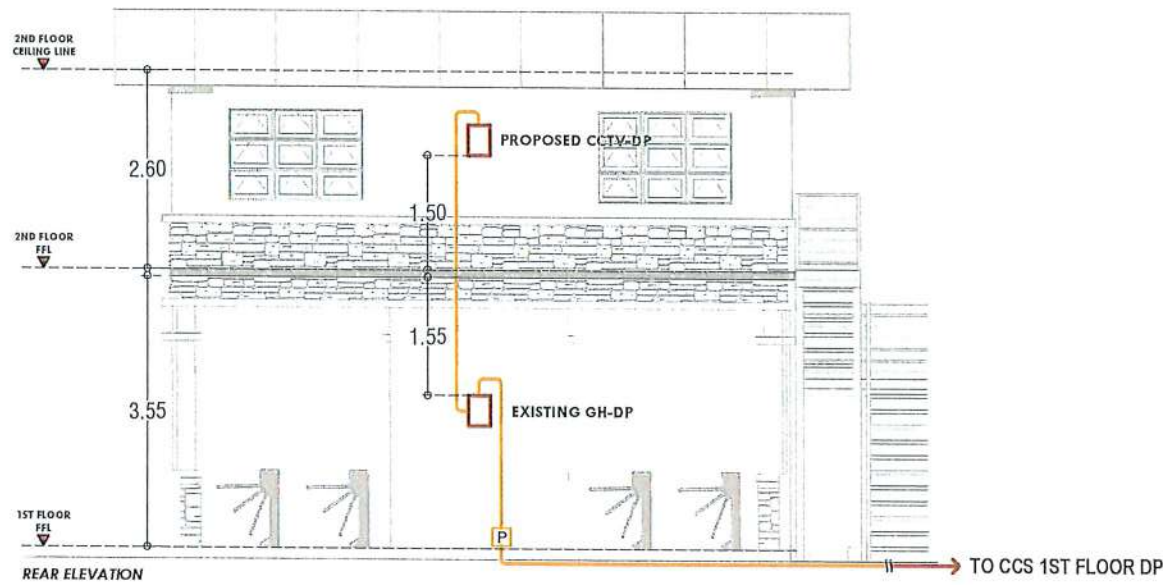 2ND FLOOR
CEILING LINE
PROPOSED CCTV-DP
2.60
1.50
2ND FLOOR
FFL
1.55
3.55
EXISTING GH-DP
1ST FLOOR
FFL
P
TO CCS 1ST FLOOR DP
REAR ELEVATION